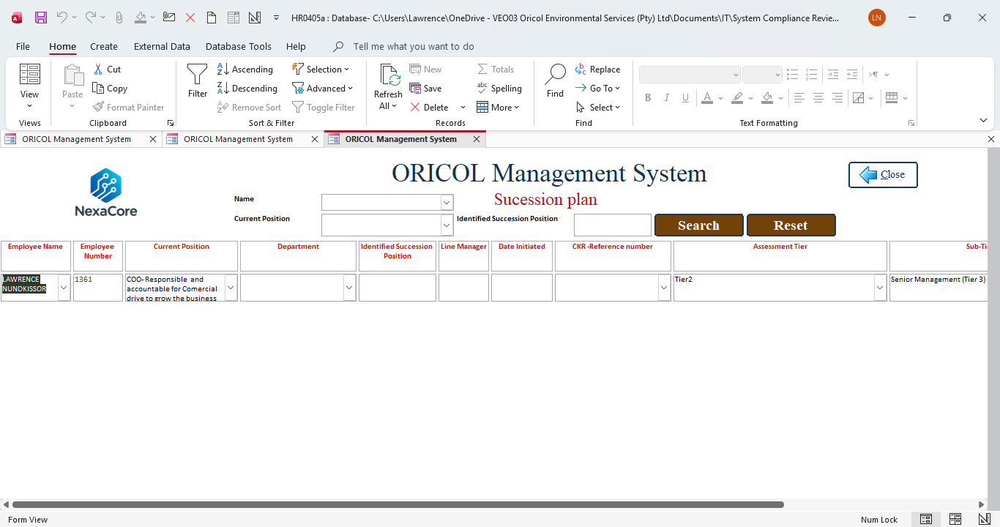 HR0405a : Database- C:\Users\Lawrence\OneDrive - VEO03 Oricol Environmental Services (Pty) Ltd\Documents\IT\System Compliance Revie...
LN
File Home Create External Data Database Tools Help Tell me what you want to do
View
Views
Paste
Cut
Copy
Format Painter
Clipboard
Filter
Ascending
Descending
Remove Sort
Selection
Advanced
Toggle Filter
Sort & Filter
Refresh
All
New
Save
Delete
Totals
Spelling
More
Records
Find
Replace
Go To
Select
Find
Text Formatting
ORICOL Management System ORICOL Management System ORICOL Management System
NexaCore
ORICOL Management System
Close
Sucession plan
Name
Current Position
Identified Succession Position
Search Reset
Employee Name
Employee
Number
Current Position
Department
Identified Succession
Position
Line Manager
Date Initiated
CKR -Reference number
Assessment Tier
Sub-Ti
LAWRENCE
NUNDKISSOR
1361
COO- Responsible and
accountable for Comercial
drive to grow the business
Tier2
Senior Management (Tier 3)
Form View
Num Lock